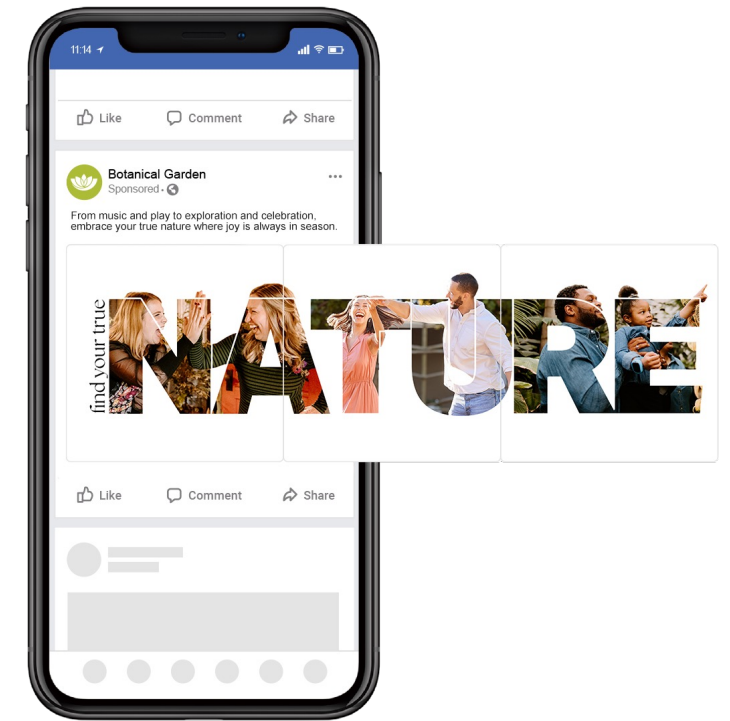 11:14
Like Comment Share
Botantical Garden
Sponsored ·
From music and play to exploration and celebration,
embrace your true nature where joy is always in season.
find your true
NATURE
Like Comment Share